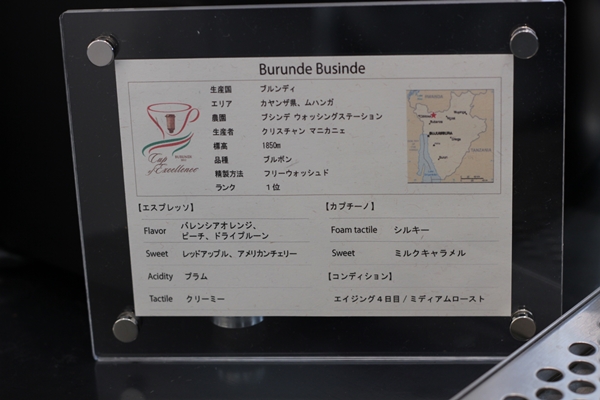 Burunde Businde
生産国 ブルンディ
エリア カヤンザ県、ムハンガ
農園 ブシンデ ウォッシングステーション
生産者 クリスチャン マニカニェ
標高 1850m
品種 ブルボン
精製方法 フリーウォッシュド
ランク 1位
Cup
of Excellence
BUJUMBURA
【エスプレッソ】
Flavor バレンシアオレンジ、
ピーチ、ドライプルーン
Sweet レッドアップル、アメリカンチェリー
Acidity プラム
Tactile クリーミー
【カプチーノ】
Foam tactile シルキー
Sweet ミルクキャラメル
【コンディション】
エイジング4日目 / ミディアムロースト